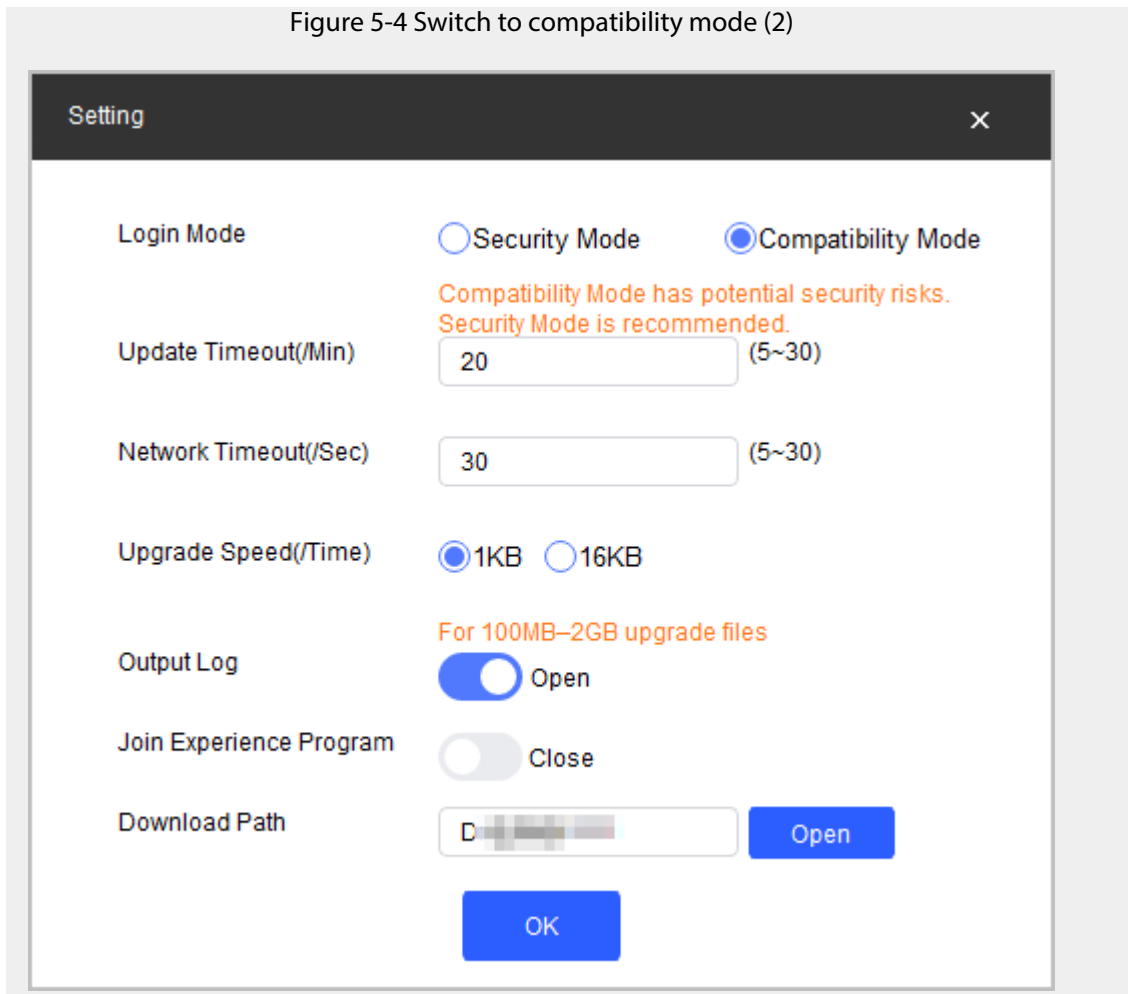 Figure 5-4 Switch to compatibility mode (2)
Setting
Login Mode
Security Mode Compatibility Mode
Compatibility Mode has potential security risks.
Security Mode is recommended.
Update Timeout(/Min) 20 (5~30)
Network Timeout(/Sec) 30 (5~30)
Upgrade Speed(/Time) 1KB 16KB
For 100MB–2GB upgrade files
Output Log Open
Join Experience Program Close
Download Path Open
OK